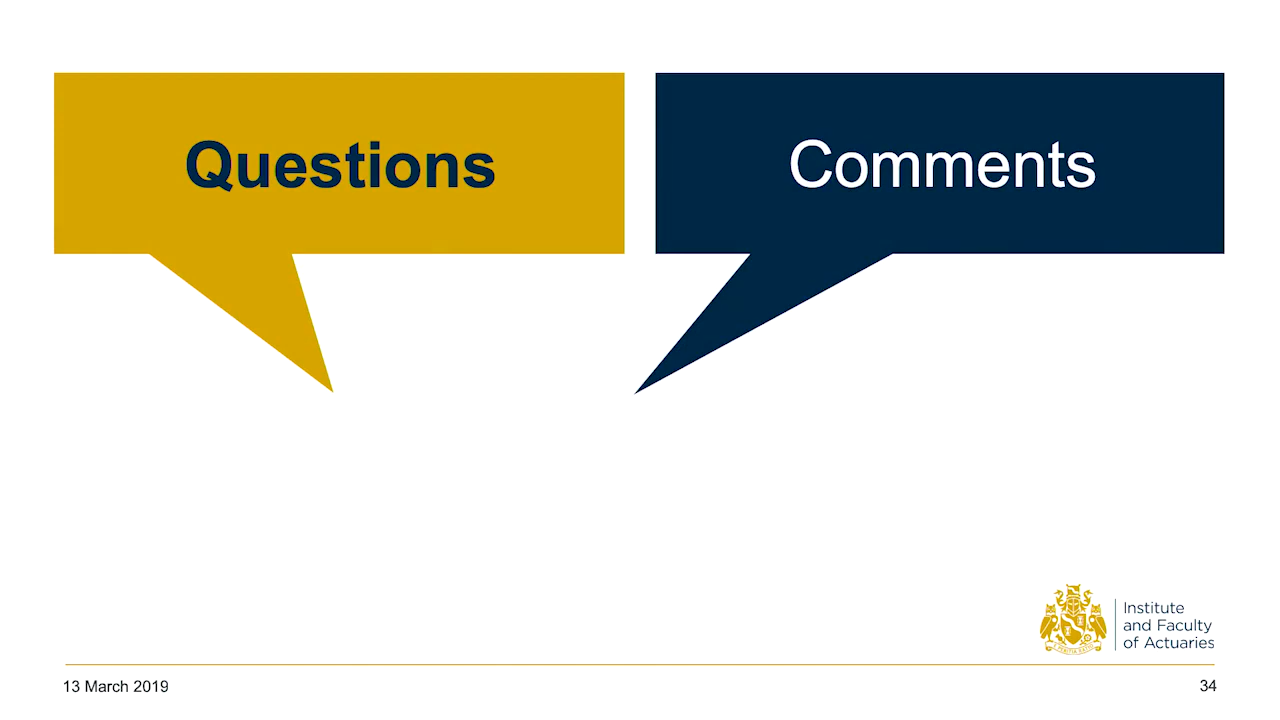 Questions
Comments
Institute
and Faculty
of Actuaries
13 March 2019
34